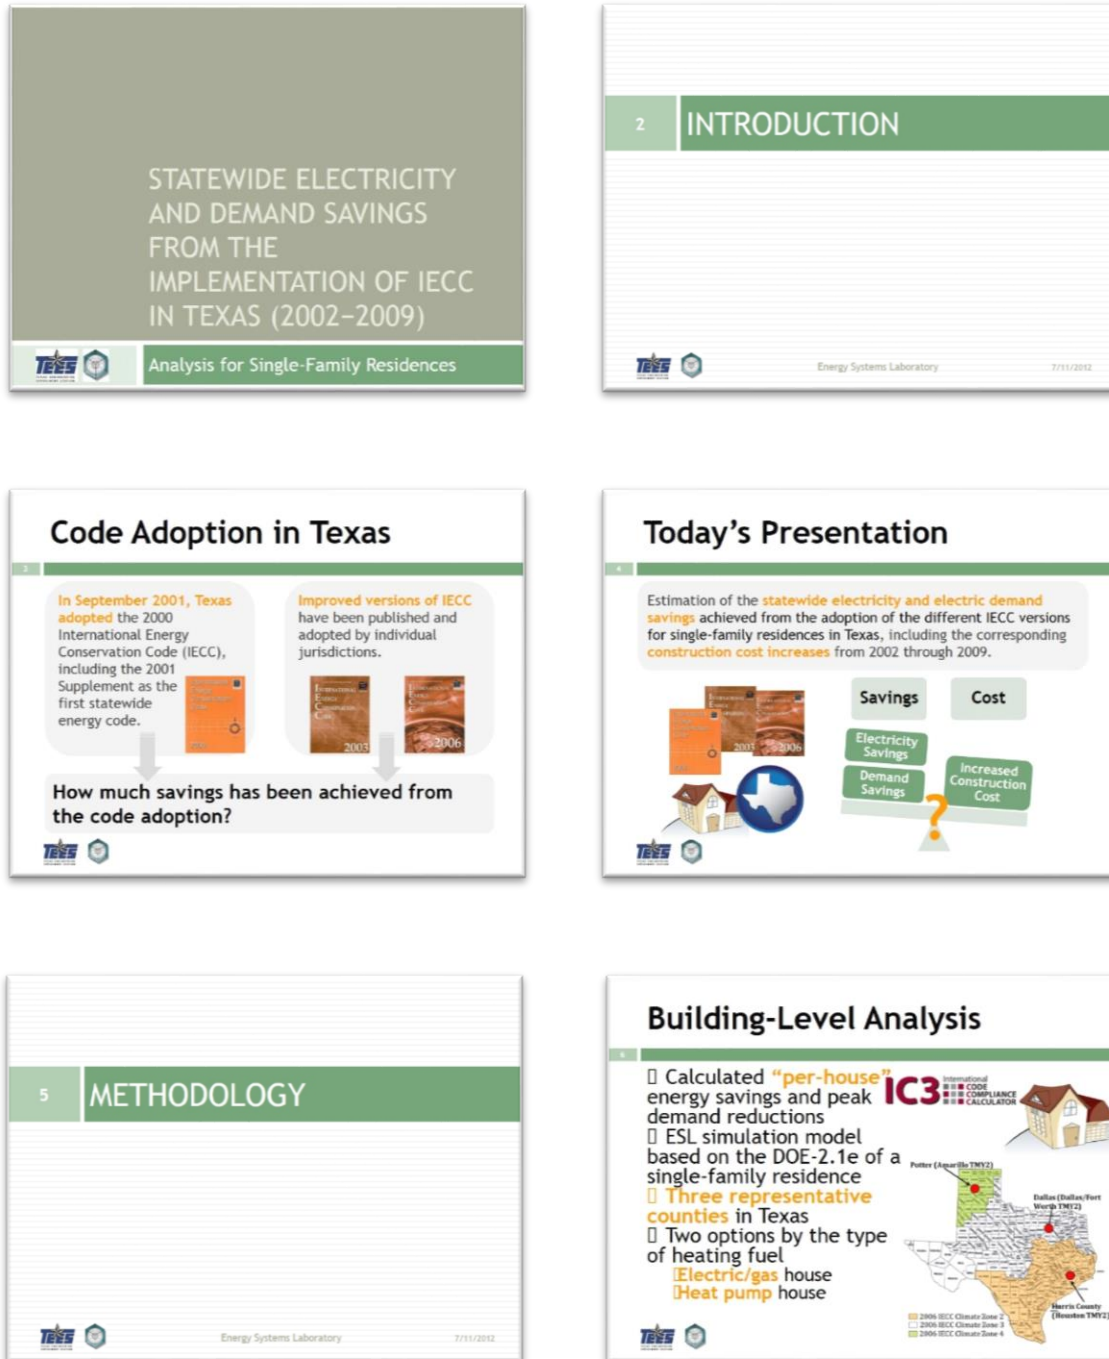 STATEWIDE ELECTRICITY
AND DEMAND SAVINGS
FROM THE
IMPLEMENTATION OF IECC
IN TEXAS (2002–2009)
TEES
Analysis for Single-Family Residences
2
INTRODUCTION
TEES
Energy Systems Laboratory
7/11/2012
Code Adoption in Texas
3
In September 2001, Texas
adopted the 2000
International Energy
Conservation Code (IECC),
including the 2001
Supplement as the
first statewide
energy code.
Improved versions of IECC
have been published and
adopted by individual
jurisdictions.
2003
2006
How much savings has been achieved from
the code adoption?
TEES
Today's Presentation
4
Estimation of the statewide electricity and electric demand
savings achieved from the adoption of the different IECC versions
for single-family residences in Texas, including the corresponding
construction cost increases from 2002 through 2009.
2003
2006
Savings
Cost
Electricity
Savings
Demand
Savings
Increased
Construction
Cost
?
TEES
5
METHODOLOGY
TEES
Energy Systems Laboratory
7/11/2012
Building-Level Analysis
6
Calculated "per-house"
energy savings and peak
demand reductions
ESL simulation model
based on the DOE-2.1e of a
single-family residence
Three representative
counties in Texas
Two options by the type
of heating fuel
Electric/gas house
Heat pump house
IC3 International
CODE
COMPLIANCE
CALCULATOR
Potter (Amarillo TMY2)
Dallas (Dallas/Fort
Worth TMY2)
Harris County
(Houston TMY2)
2006 IECC Climate Zone 2
2006 IECC Climate Zone 3
2006 IECC Climate Zone 4
TEES